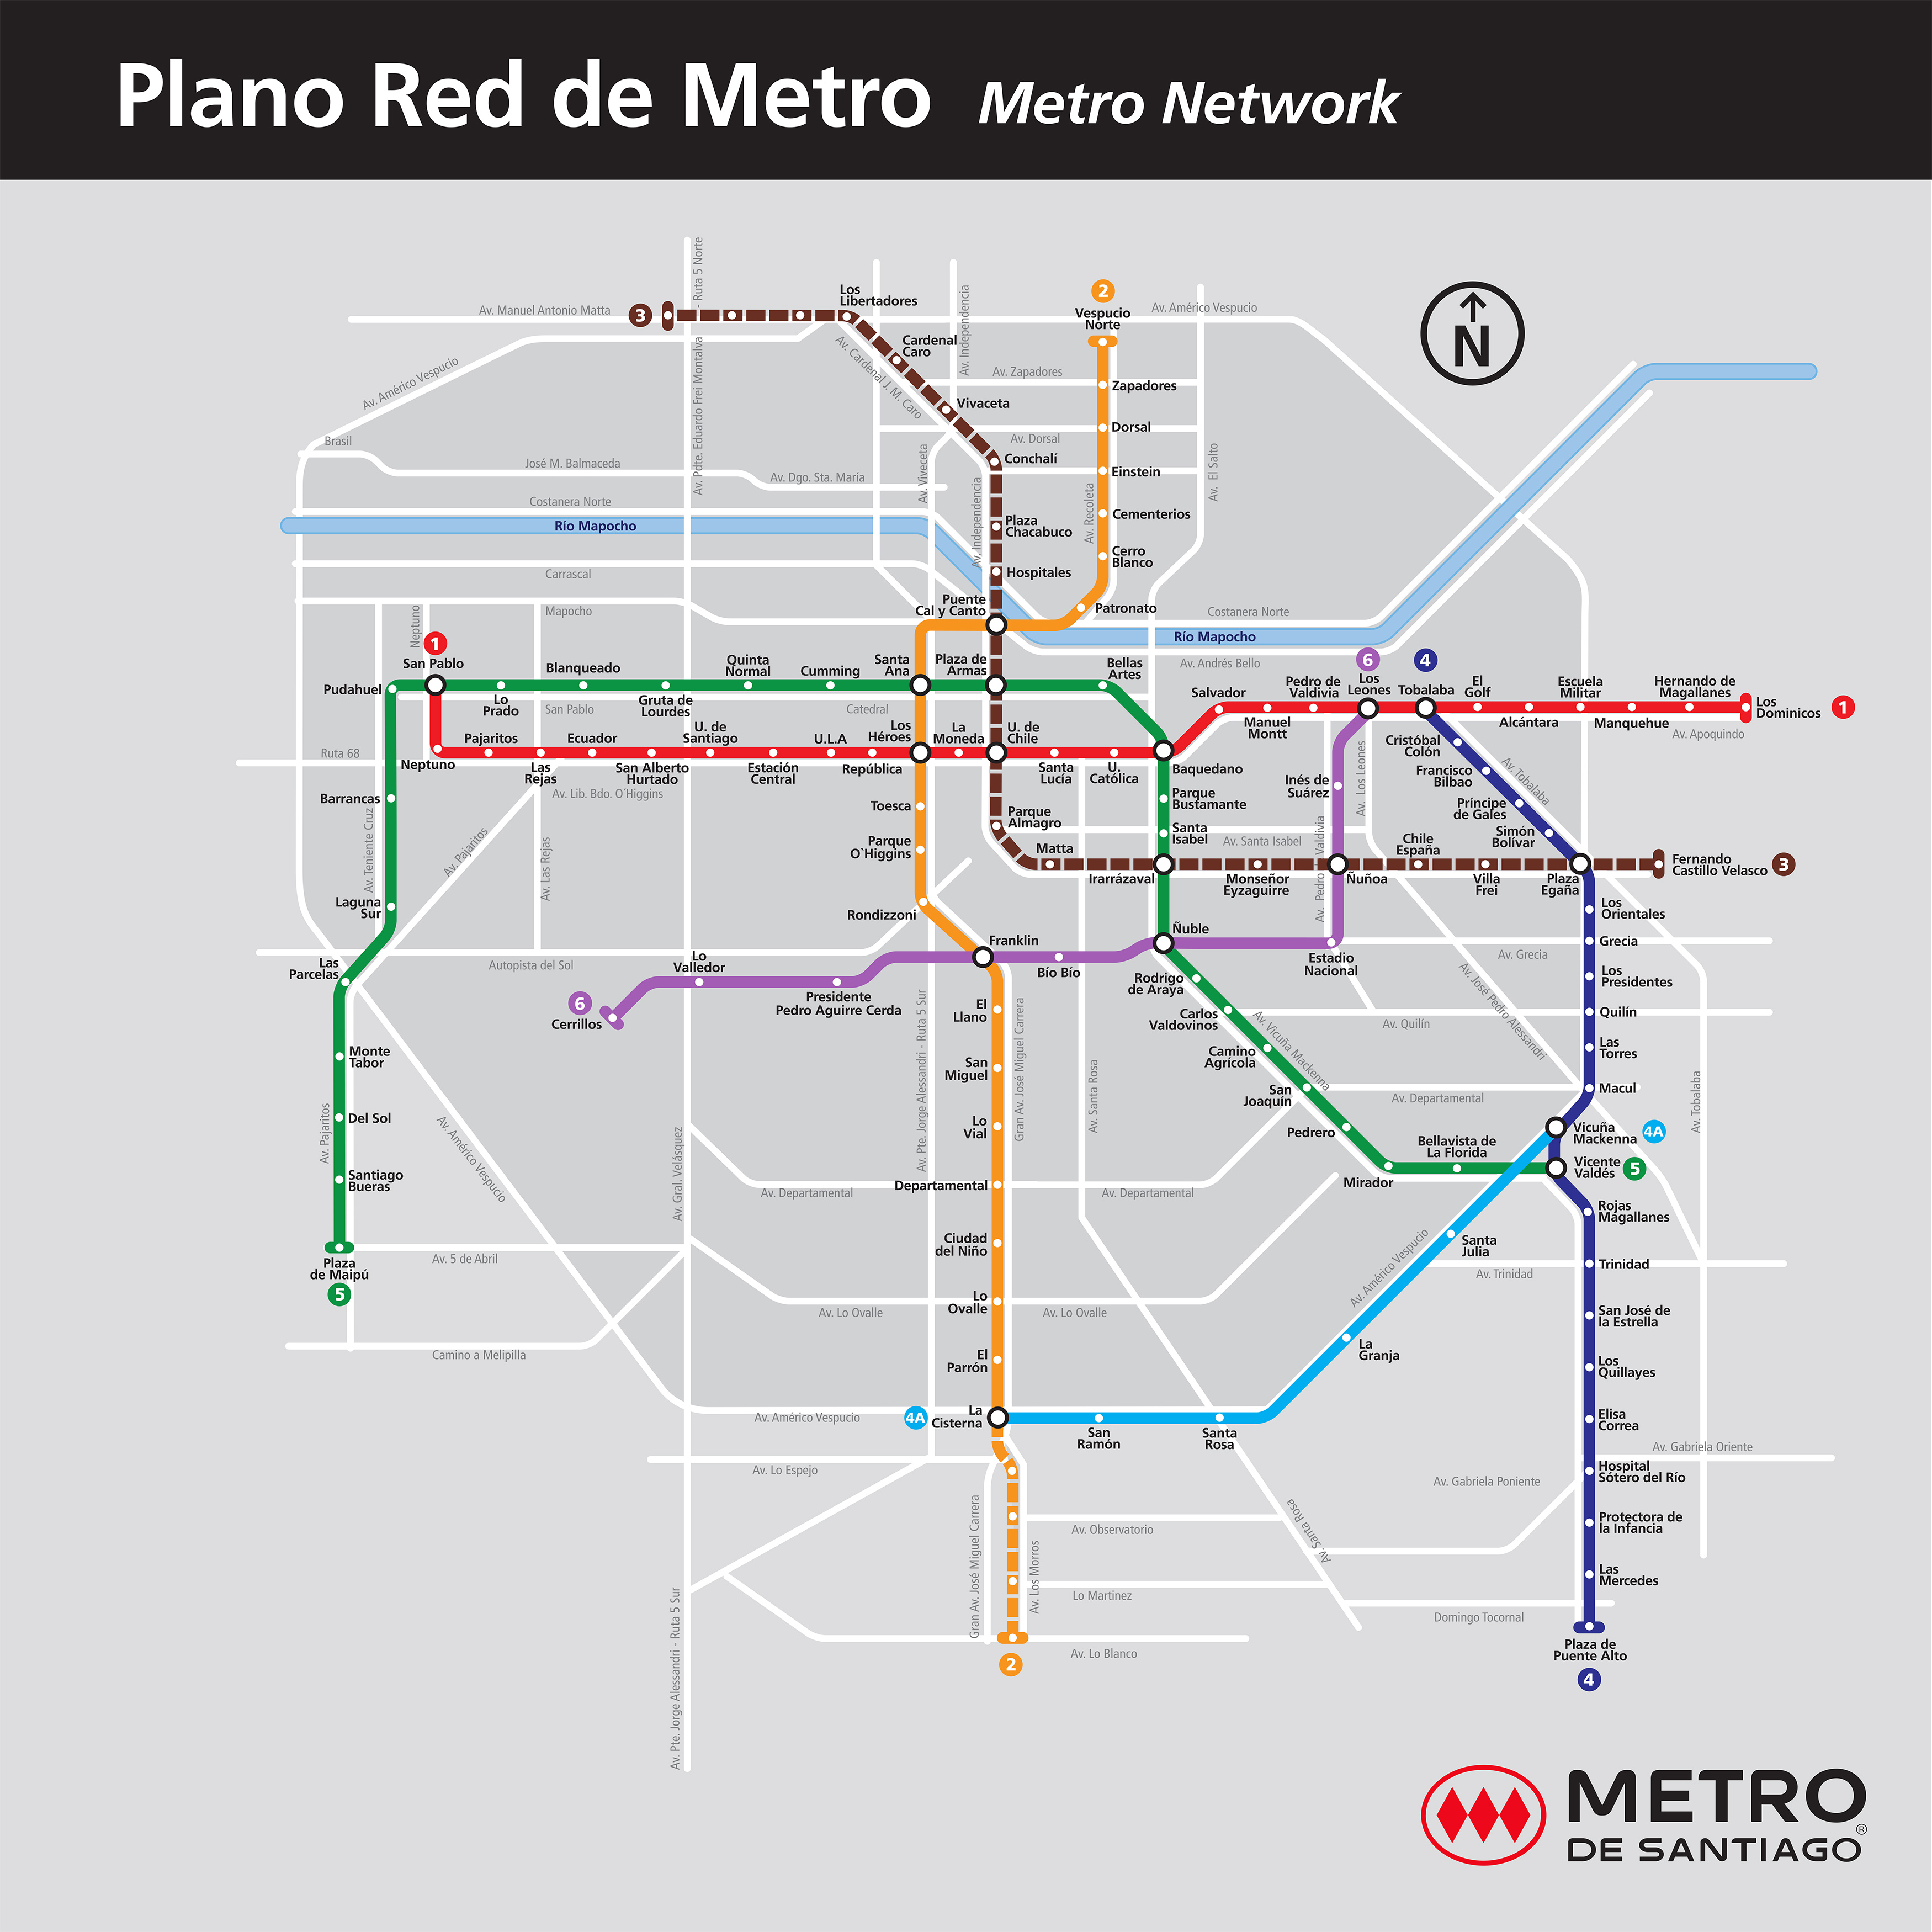 Plano Red de Metro Metro Network
Los
Libertadores
Av. Manuel Antonio Matta
3
- Ruta 5 Norte
2
Vespucio
Norte
Av. Américo Vespucio
N
Cardenal
Caro
Av. Cardenal J. M. Caro
Av. Independencia
Av. Américo Vespucio
Av. Pdte. Eduardo Frei Montalva
Av. Zapadores
Zapadores
Vivaceta
Dorsal
Av. Dorsal
Brasil
José M. Balmaceda
Av. Dgo. Sta. María
Conchalí
Einstein
Av. El Salto
Av. Viveceta
Av. Independencia
Av. Recoleta
Costanera Norte
Río Mapocho
Plaza
Chacabuco
Cementerios
Carrascal
Hospitales
Cerro
Blanco
Mapocho
Neptuno
Puente
Cal y Canto
Patronato
Costanera Norte
Río Mapocho
1
San Pablo
Pudahuel
Lo
Prado
Blanqueado
Gruta de
Lourdes
Quinta
Normal
Cumming
Santa
Ana
Plaza de
Armas
Bellas
Artes
Av. Andrés Bello
San Pablo
Catedral
6
Los
Leones
4
Tobalaba
Salvador
Manuel
Montt
Pedro de
Valdivia
El
Golf
Alcántara
Escuela
Militar
Manquehue
Hernando de
Magallanes
Los
Dominicos
1
Av. Apoquindo
Ruta 68
Neptuno
Pajaritos
Las
Rejas
Ecuador
San Alberto
Hurtado
U. de
Santiago
Estación
Central
U.L.A
República
Los
Héroes
La
Moneda
U. de
Chile
Santa
Lucía
U.
Católica
Baquedano
Av. Lib. Bdo. O´Higgins
Barrancas
Av. Teniente Cruz
Av. Pajaritos
Av. Las Rejas
Toesca
Parque
O`Higgins
Parque
Almagro
Parque
Bustamante
Santa
Isabel
Av. Santa Isabel
Inés de
Suárez
Av. Los Leones
Av. Pedro d Valdivia
Cristóbal
Colón
Francisco
Bilbao
Príncipe
de Gales
Simón
Bolívar
Av. Tobalaba
Matta
Irarrázaval
Monseñor
Eyzaguirre
Ñuñoa
Chile
España
Villa
Frei
Plaza
Egaña
Fernando
Castillo Velasco
3
Laguna
Sur
Rondizzoni
Los
Orientales
Las
Parcelas
Autopista del Sol
Lo
Valledor
6
Cerrillos
Presidente
Pedro Aguirre Cerda
Franklin
Bío Bío
Ñuble
Estadio
Nacional
Grecia
Av. Grecia
Los
Presidentes
Rodrigo
de Araya
Carlos
Valdovinos
Av. Vicuña Mackenna
Av. Quilín
Quilín
Av. José Pedro Alessandri
El
Llano
Camino
Agrícola
Las
Torres
Monte
Tabor
San
Miguel
San
Joaquín
Macul
Av. Departamental
Av. Tobalaba
Av. Pte. Jorge Alessandri - Ruta 5 Sur
Gran Av. José Miguel Carrera
Av. Santa Rosa
Av. Pajaritos
Del Sol
Av. Américo Vespucio
Av. Gral. Velásquez
Lo
Vial
Pedrero
Vicuña
Mackenna
4A
Bellavista de
La Florida
Vicente
Valdés
5
Mirador
Santiago
Bueras
Departamental
Av. Departamental
Av. Departamental
Rojas
Magallanes
Plaza
de Maipú
5
Av. 5 de Abril
Ciudad
del Niño
Santa
Julia
Av. Américo Vespucio
Trinidad
Av. Trinidad
Lo
Ovalle
Av. Lo Ovalle
Av. Lo Ovalle
San José de
la Estrella
Camino a Melipilla
El
Parrón
La
Granja
Los
Quillayes
Av. Américo Vespucio
4A
La
Cisterna
San
Ramón
Santa
Rosa
Elisa
Correa
Av. Gabriela Oriente
Av. Lo Espejo
Hospital
Sótero del Río
Av. Gabriela Poniente
Gran Av. José Miguel Carrera
Av. Observatorio
Av. Santa Rosa
Protectora de
la Infancia
Av. Los Morros
Lo Martinez
Las
Mercedes
Domingo Tocornal
Av. Lo Blanco
2
Av. Pte. Jorge Alessandri - Ruta 5 Sur
Plaza de
Puente Alto
4
METRO
DE SANTIAGO®